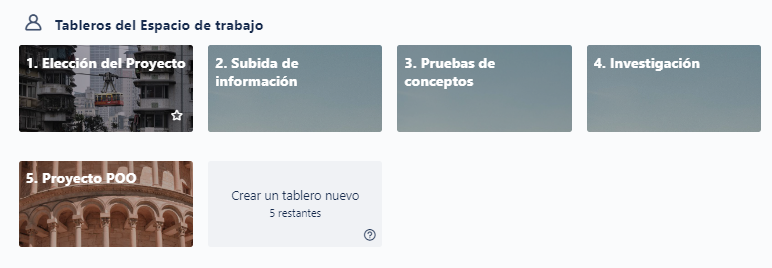 Tableros del Espacio de trabajo
1. Elección del Proyecto
2. Subida de
información
3. Pruebas de
conceptos
4. Investigación
5. Proyecto POO
Crear un tablero nuevo
5 restantes